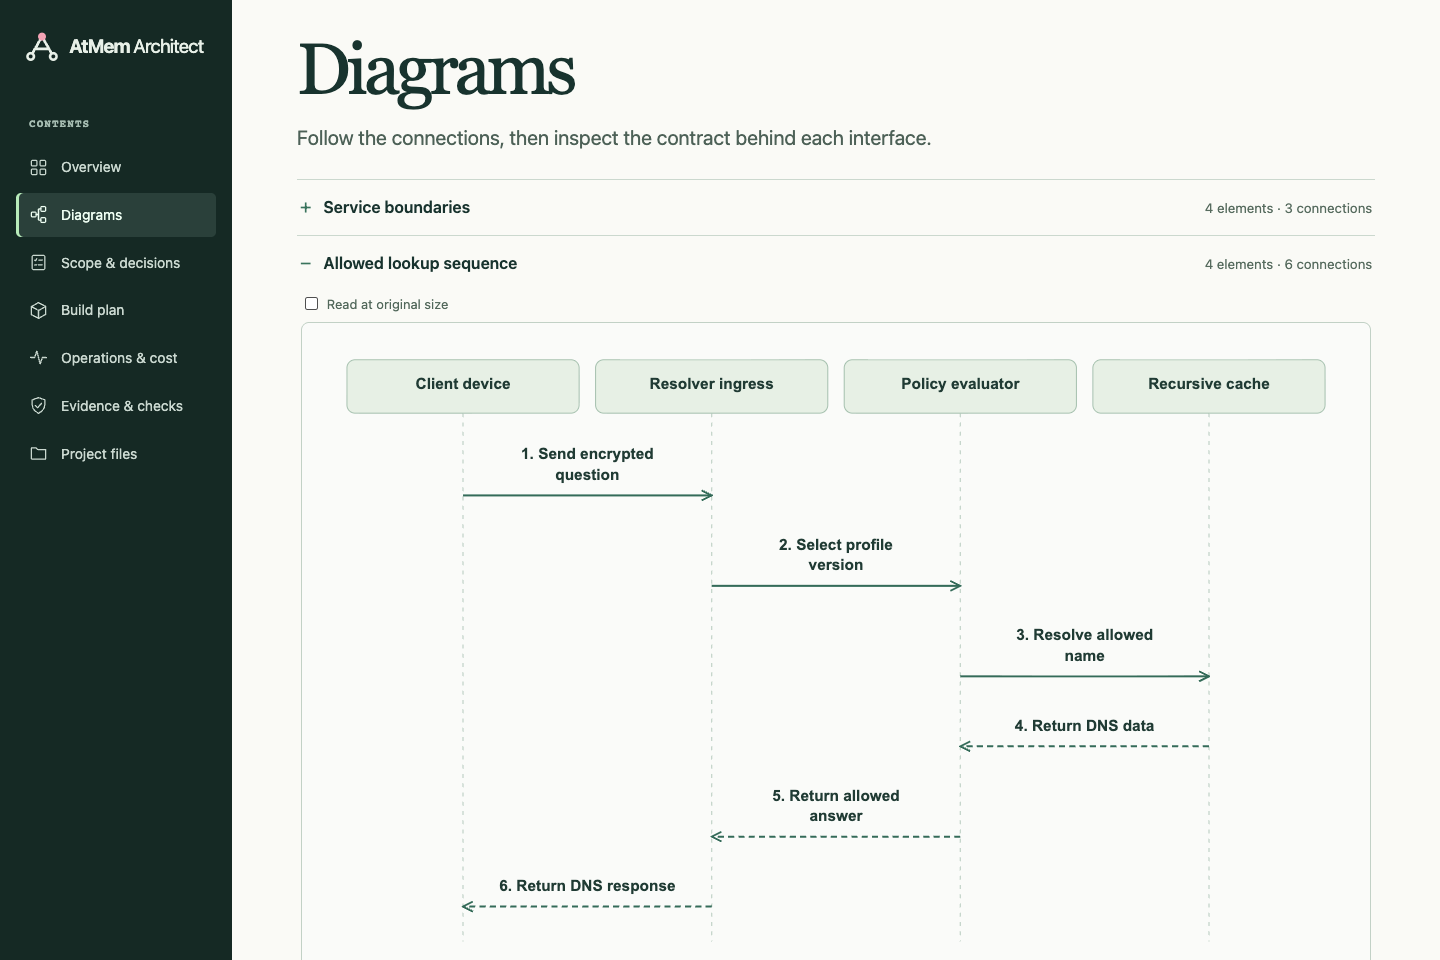 AtMem Architect
CONTENTS
Overview
Diagrams
Scope & decisions
Build plan
Operations & cost
Evidence & checks
Project files
Diagrams
Follow the connections, then inspect the contract behind each interface.
+ Service boundaries
4 elements · 3 connections
− Allowed lookup sequence
4 elements · 6 connections
Read at original size
Client device
Resolver ingress
Policy evaluator
Recursive cache
1. Send encrypted
question
2. Select profile
version
3. Resolve allowed
name
4. Return DNS data
5. Return allowed
answer
6. Return DNS response